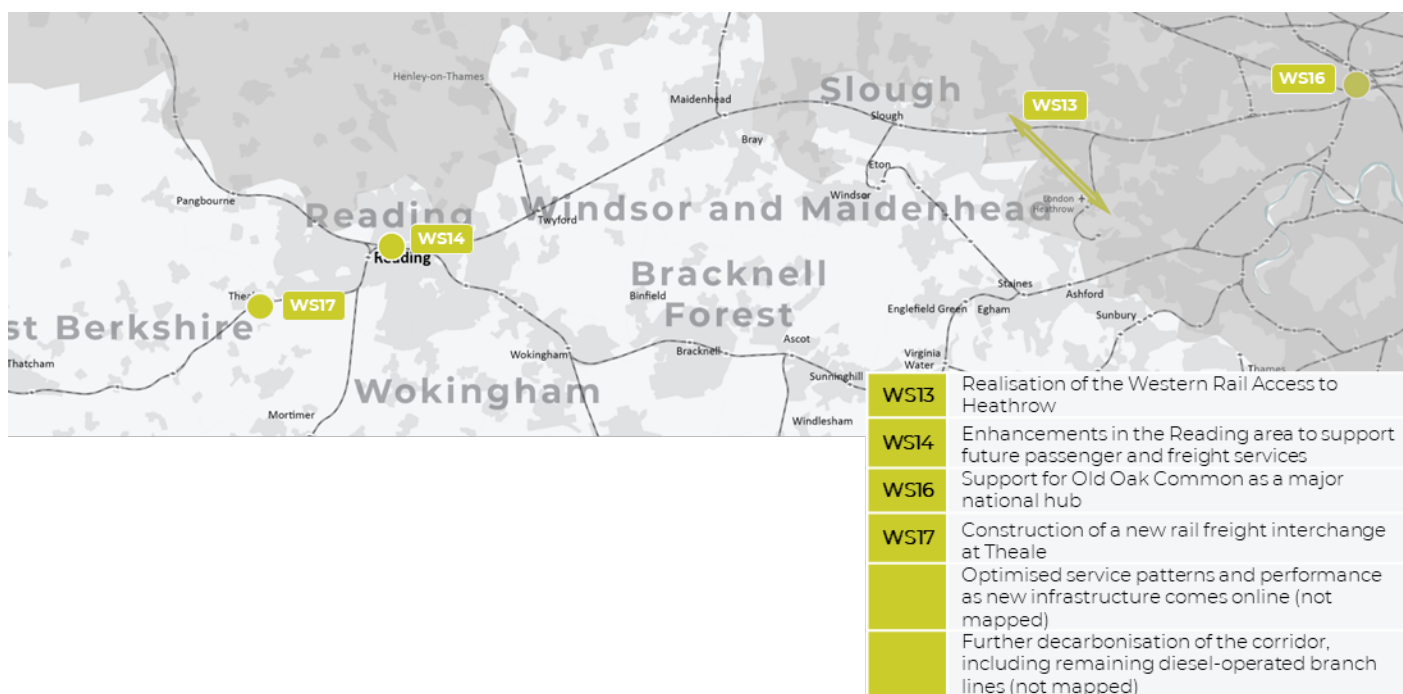 Henley-on-Thames
Maidenhead
Slough
Slough
WS16
WS13
Bray
Eton
Windsor
Pangbourne
Reading
Windsor and Maidenhead
London
Heathrow
Twyford
WS14
Reading
Bracknell
Forest
Binfield
Staines
Ashford
Thea
WS17
Englefield Green
Egham
Sunbury
st Berkshire
Thatcham
Wokingham
Bracknell
Ascot
Virginia
Water
Thames
Sunninghill
Wokingham
Mortimer
Windlesham
WS13
Realisation of the Western Rail Access to
Heathrow
WS14
Enhancements in the Reading area to support
future passenger and freight services
WS16
Support for Old Oak Common as a major
national hub
WS17
Construction of a new rail freight interchange
at Theale
Optimised service patterns and performance
as new infrastructure comes online (not
mapped)
Further decarbonisation of the corridor,
including remaining diesel-operated branch
lines (not mapped)